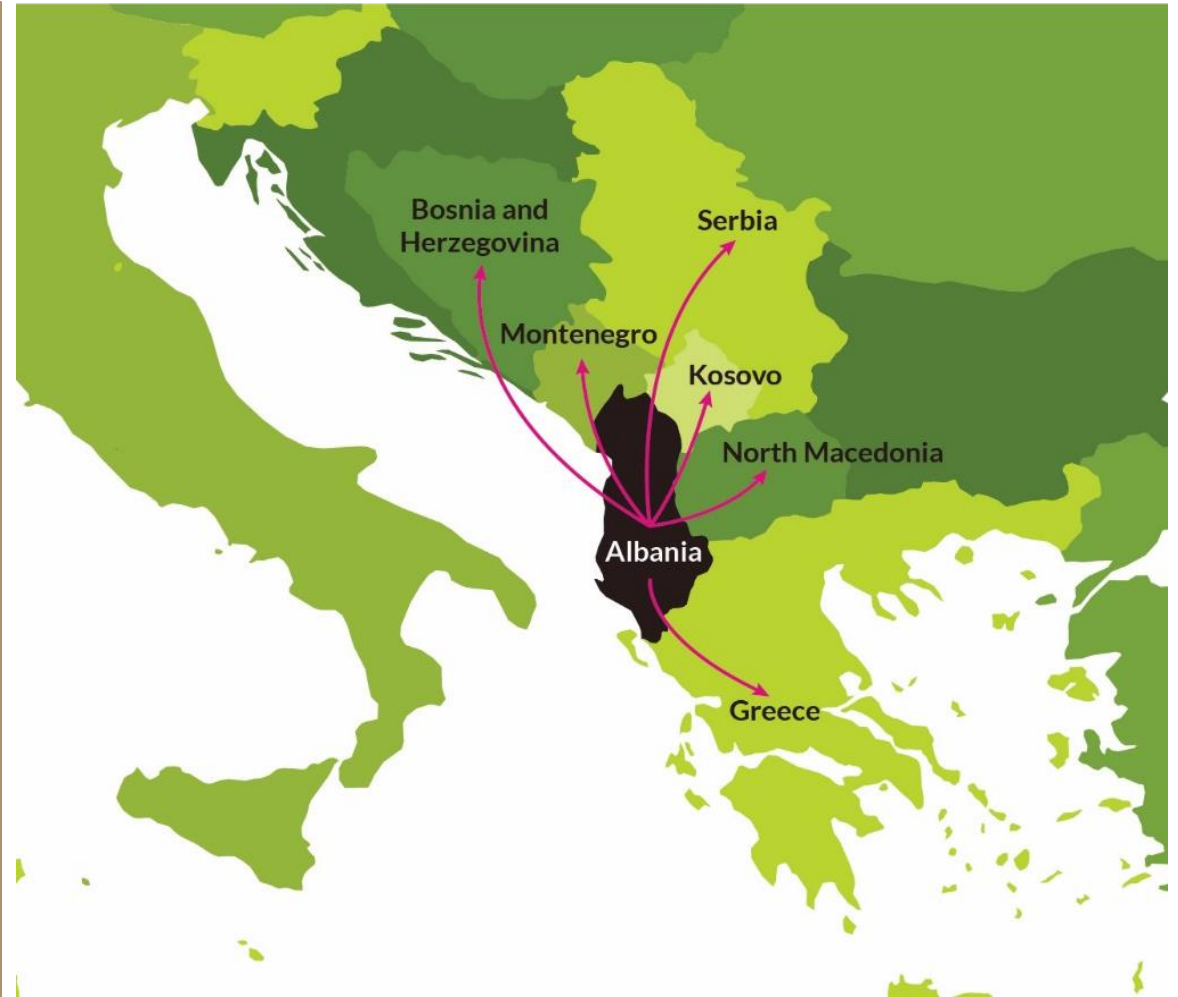 Bosnia and
Herzegovina
Serbia
Montenegro
Kosovo
North Macedonia
Albania
Greece